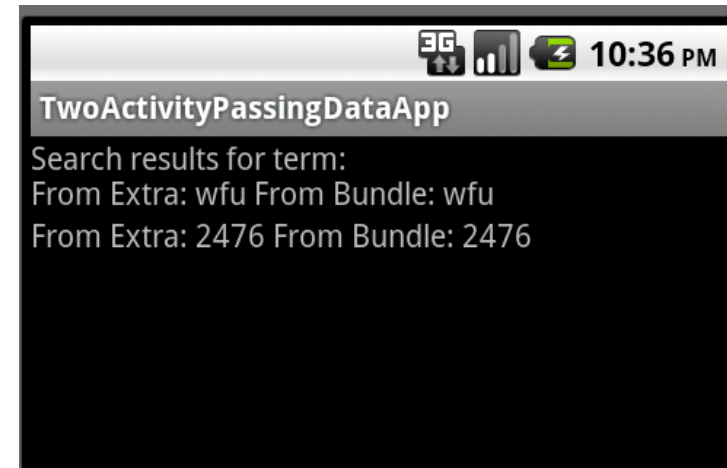 3G 10:36 PM
TwoActivityPassingDataApp
Search results for term:
From Extra: wfu From Bundle: wfu
From Extra: 2476 From Bundle: 2476